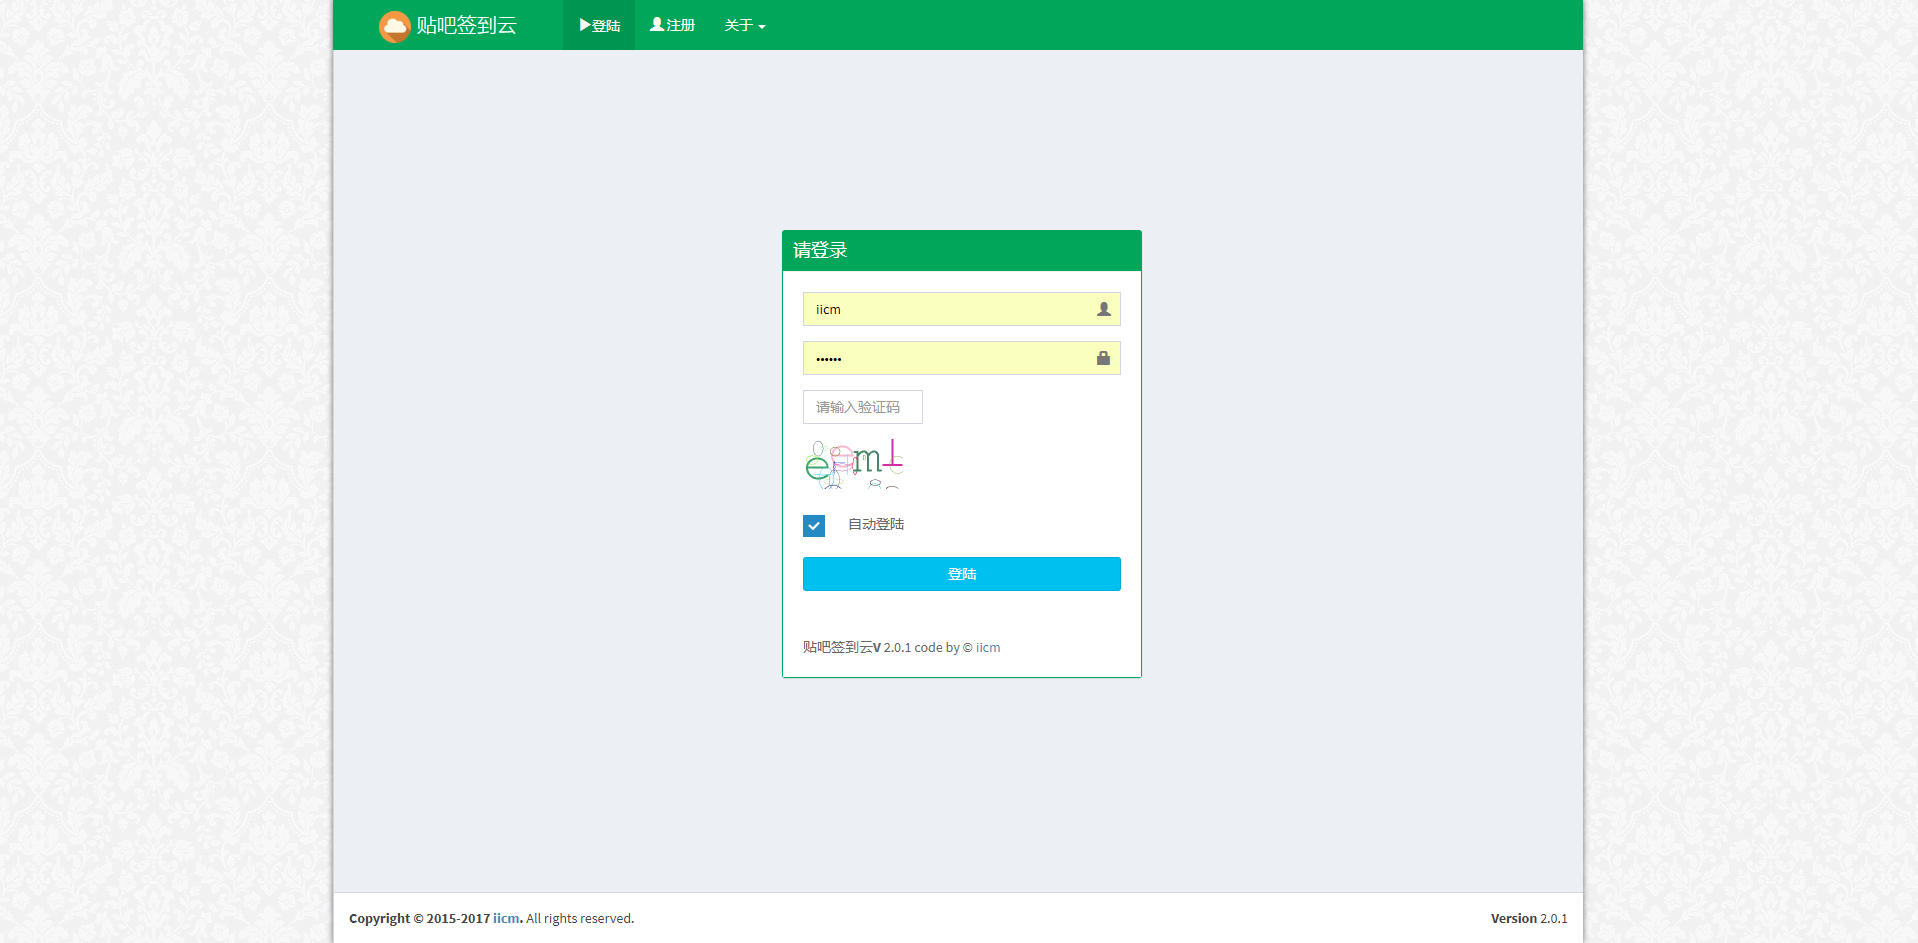 贴吧签到云
登陆
注册
关于
请登录
iicm
••••••
请输入验证码
自动登陆
登陆
贴吧签到云V 2.0.1 code by © iicm
Copyright © 2015-2017 iicm. All rights reserved.
Version 2.0.1